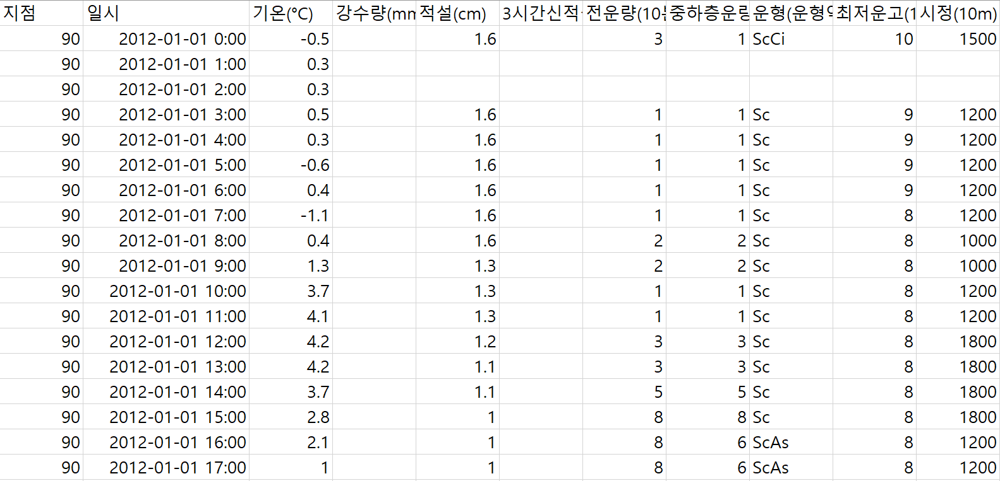 지점 일시 기온(°C) 강수량(mm 적설(cm) 3시간신적 전운량(10 중하층운량 운형(운형 최저운고(1 시정(10m)
90 2012-01-01 0:00 -0.5 1.6 3 1 ScCi 10 1500
90 2012-01-01 1:00 0.3
90 2012-01-01 2:00 0.3
90 2012-01-01 3:00 0.5 1.6 1 1 Sc 9 1200
90 2012-01-01 4:00 0.3 1.6 1 1 Sc 9 1200
90 2012-01-01 5:00 -0.6 1.6 1 1 Sc 9 1200
90 2012-01-01 6:00 0.4 1.6 1 1 Sc 9 1200
90 2012-01-01 7:00 -1.1 1.6 1 1 Sc 8 1200
90 2012-01-01 8:00 0.4 1.6 2 2 Sc 8 1000
90 2012-01-01 9:00 1.3 1.3 2 2 Sc 8 1000
90 2012-01-01 10:00 3.7 1.3 1 1 Sc 8 1200
90 2012-01-01 11:00 4.1 1.3 1 1 Sc 8 1200
90 2012-01-01 12:00 4.2 1.2 3 3 Sc 8 1800
90 2012-01-01 13:00 4.2 1.1 3 3 Sc 8 1800
90 2012-01-01 14:00 3.7 1.1 5 5 Sc 8 1800
90 2012-01-01 15:00 2.8 1 8 8 Sc 8 1800
90 2012-01-01 16:00 2.1 1 8 6 ScAs 8 1200
90 2012-01-01 17:00 1 1 8 6 ScAs 8 1200